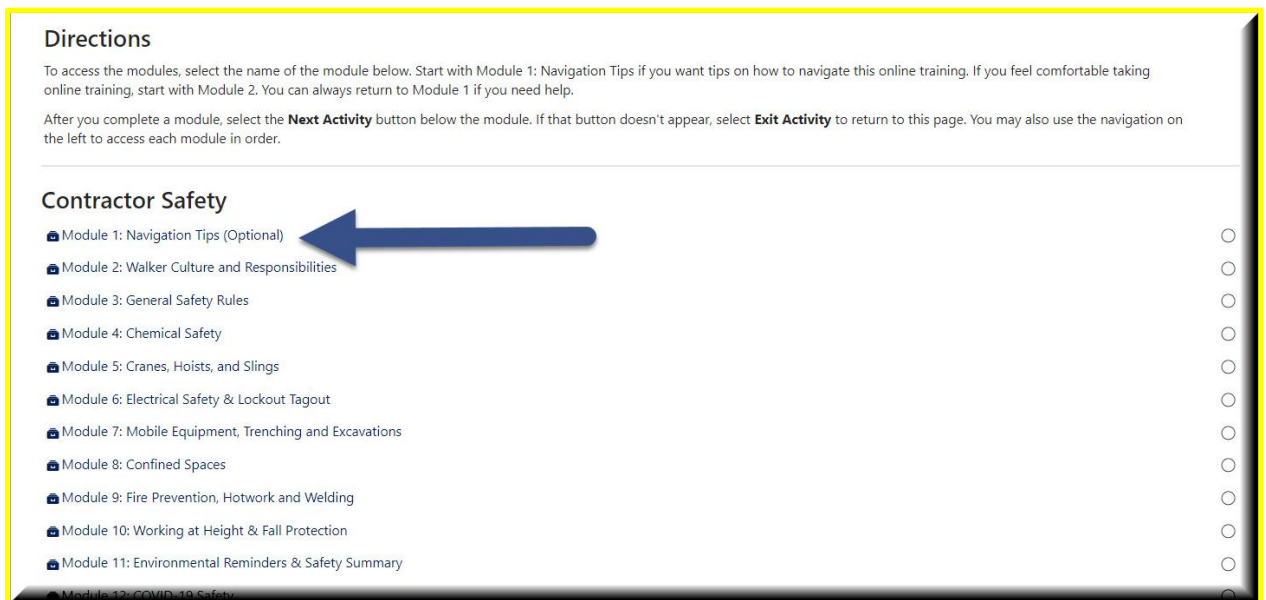 Directions
To access the modules, select the name of the module below. Start with Module 1: Navigation Tips if you want tips on how to navigate this online training. If you feel comfortable taking
online training, start with Module 2. You can always return to Module 1 if you need help.
After you complete a module, select the Next Activity button below the module. If that button doesn't appear, select Exit Activity to return to this page. You may also use the navigation on
the left to access each module in order.
Contractor Safety
Module 1: Navigation Tips (Optional)
Module 2: Walker Culture and Responsibilities
Module 3: General Safety Rules
Module 4: Chemical Safety
Module 5: Cranes, Hoists, and Slings
Module 6: Electrical Safety & Lockout Tagout
Module 7: Mobile Equipment, Trenching and Excavations
Module 8: Confined Spaces
Module 9: Fire Prevention, Hotwork and Welding
Module 10: Working at Height & Fall Protection
Module 11: Environmental Reminders & Safety Summary
Module 12: COVID-19 Safety